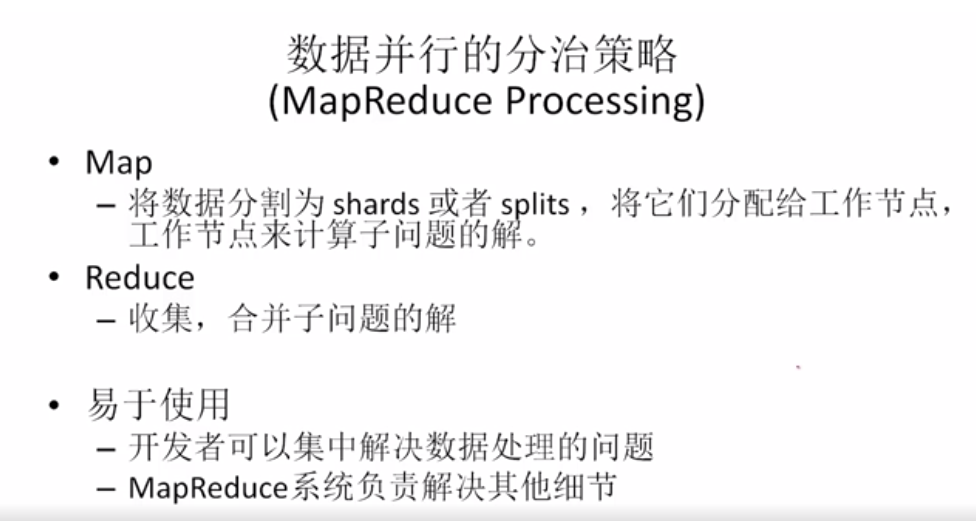 数据并行的分治策略
(MapReduce Processing)
• Map
– 将数据分割为 shards 或者 splits ，将它们分配给工作节点，
工作节点来计算子问题的解。
• Reduce
– 收集，合并子问题的解
• 易于使用
– 开发者可以集中解决数据处理的问题
– MapReduce系统负责解决其他细节